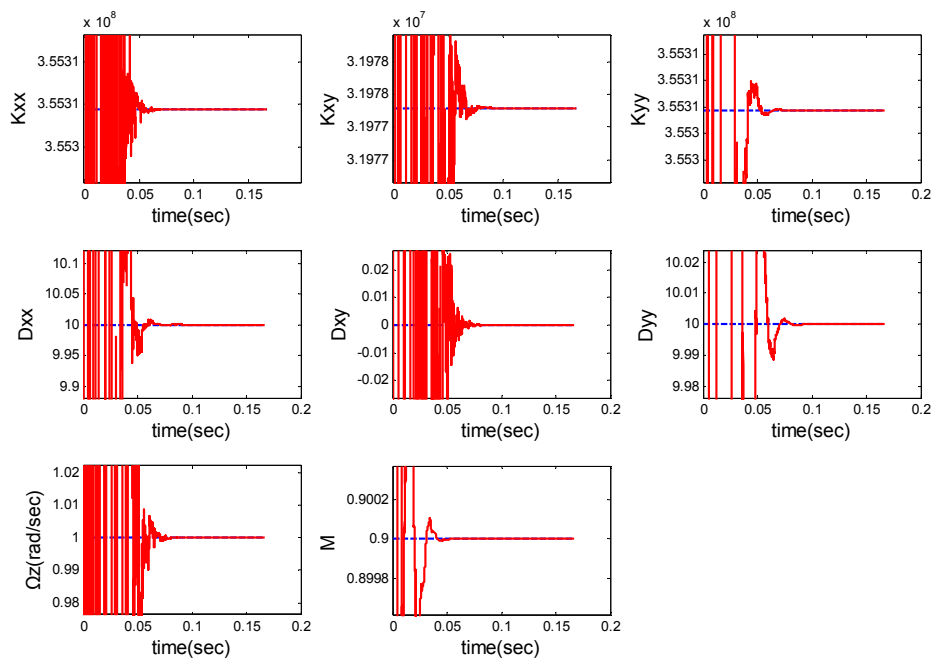 x 10^8
x 10^7
x 10^8
Kxx
3.5531
3.5531
3.553
0 0.05 0.1 0.15 0.2
time(sec)
Kxy
3.1978
3.1978
3.1977
3.1977
0 0.05 0.1 0.15 0.2
time(sec)
Kyy
3.5531
3.5531
3.5531
3.553
3.553
0 0.05 0.1 0.15 0.2
time(sec)
Dxx
10.1
10.05
10
9.95
9.9
0 0.05 0.1 0.15 0.2
time(sec)
Dxy
0.02
0.01
0
-0.01
-0.02
0 0.05 0.1 0.15 0.2
time(sec)
Dyy
10.02
10.01
10
9.99
9.98
0 0.05 0.1 0.15 0.2
time(sec)
Ωz(rad/sec)
1.02
1.01
1
0.99
0.98
0 0.05 0.1 0.15 0.2
time(sec)
M
0.9002
0.9
0.8998
0 0.05 0.1 0.15 0.2
time(sec)